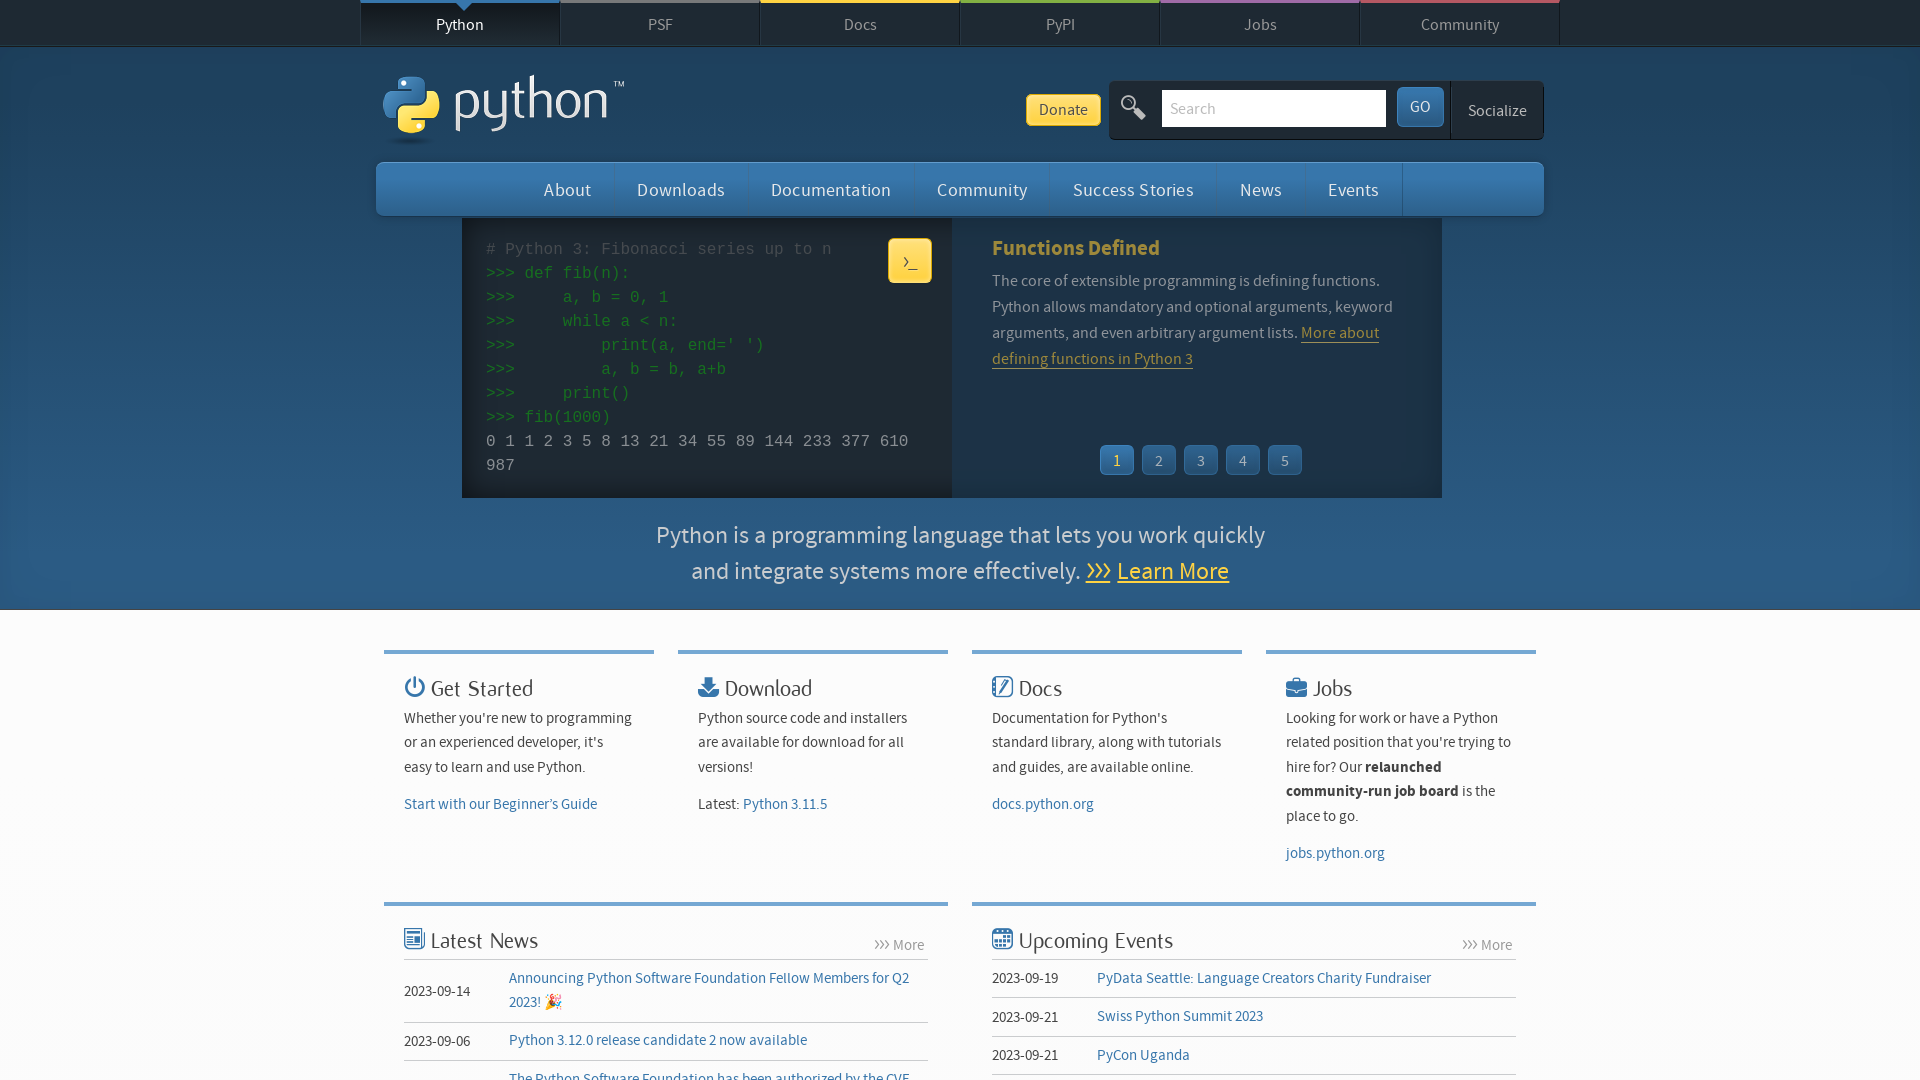 Python
PSF
Docs
PyPI
Jobs
Community
python™
Donate
Search
GO
Socialize
About
Downloads
Documentation
Community
Success Stories
News
Events
# Python 3: Fibonacci series up to n
>>> def fib(n):
>>>     a, b = 0, 1
>>>     while a < n:
>>>         print(a, end=' ')
>>>         a, b = b, a+b
>>>     print()
>>> fib(1000)
0 1 1 2 3 5 8 13 21 34 55 89 144 233 377 610
987
>_
Functions Defined
The core of extensible programming is defining functions.
Python allows mandatory and optional arguments, keyword
arguments, and even arbitrary argument lists. More about
defining functions in Python 3
1
2
3
4
5
Python is a programming language that lets you work quickly
and integrate systems more effectively. >>> Learn More
Get Started
Whether you're new to programming
or an experienced developer, it's
easy to learn and use Python.
Start with our Beginner’s Guide
Download
Python source code and installers
are available for download for all
versions!
Latest: Python 3.11.5
Docs
Documentation for Python's
standard library, along with tutorials
and guides, are available online.
docs.python.org
Jobs
Looking for work or have a Python
related position that you're trying to
hire for? Our relaunched
community-run job board is the
place to go.
jobs.python.org
Latest News
>>> More
2023-09-14
Announcing Python Software Foundation Fellow Members for Q2
2023! 🎉
2023-09-06
Python 3.12.0 release candidate 2 now available
The Python Software Foundation has been authorized by the CVE
Upcoming Events
>>> More
2023-09-19
PyData Seattle: Language Creators Charity Fundraiser
2023-09-21
Swiss Python Summit 2023
2023-09-21
PyCon Uganda